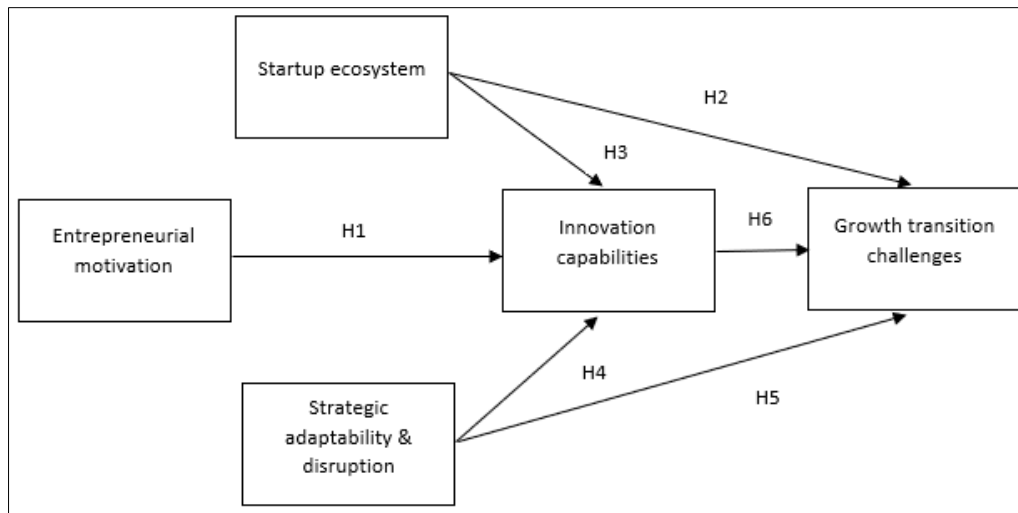 Startup ecosystem
H2
H3
Entrepreneurial
motivation
H1
Innovation
capabilities
H6
Growth transition
challenges
H4
H5
Strategic
adaptability &
disruption